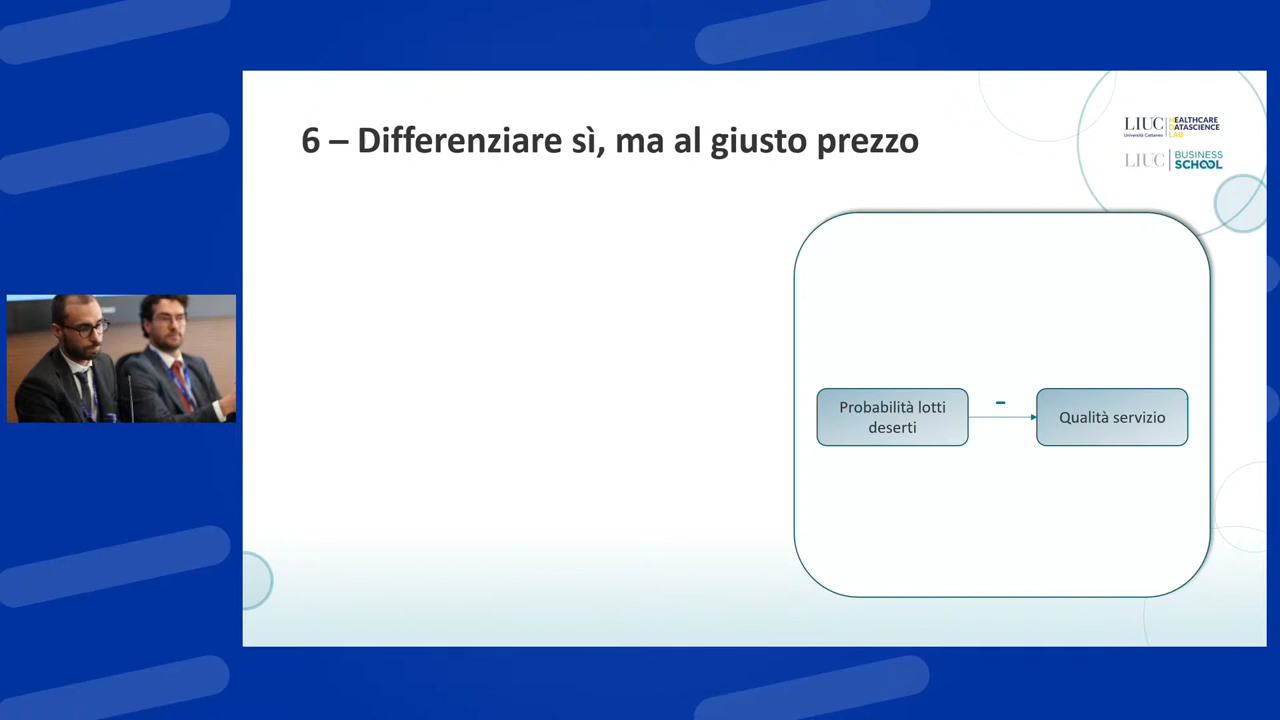 6 – Differenziare sì, ma al giusto prezzo
LIUC
Università Cattaneo
HEALTHCARE
DATASCIENCE
LAB
LIUC
BUSINESS
SCHOOL
Probabilità lotti
deserti
-
Qualità servizio